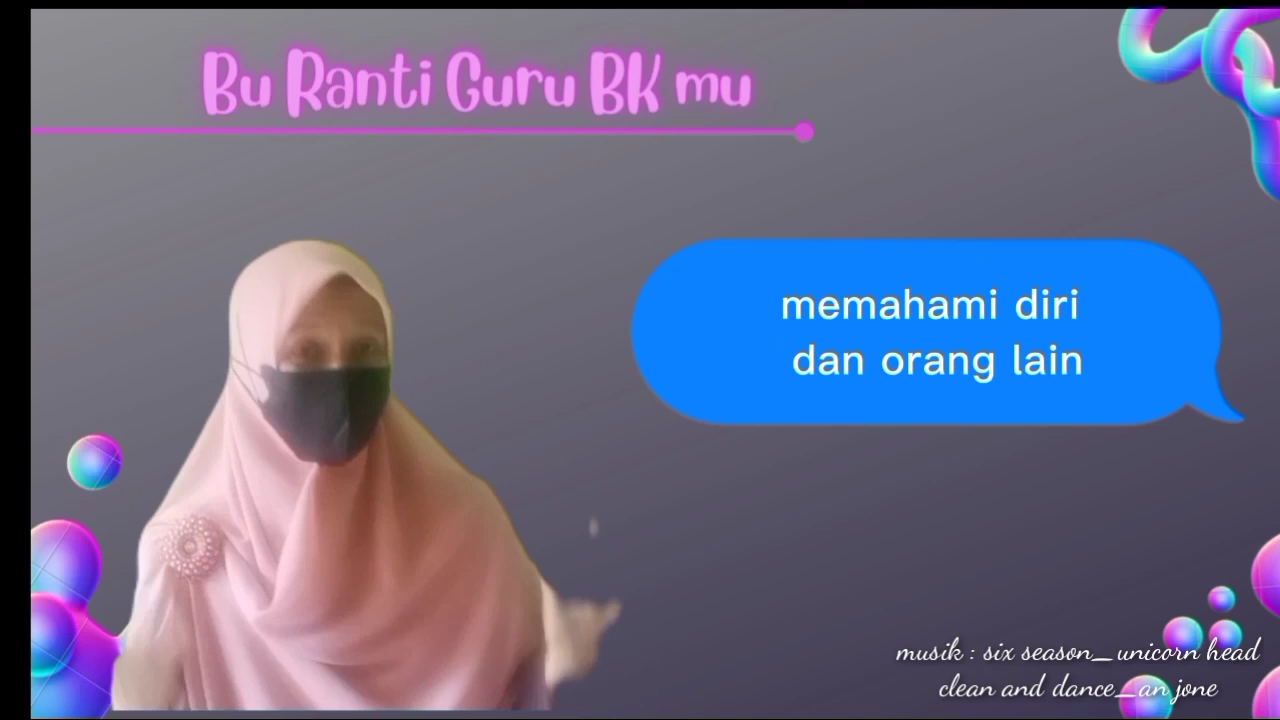 Bu Ranti Guru BK mu
memahami diri
dan orang lain
musik : six season_unicorn head
clean and dance_an jone